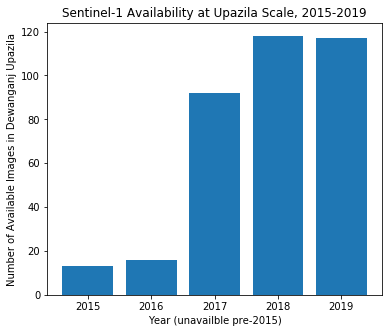 Sentinel-1 Availability at Upazila Scale, 2015-2019
Number of Available Images in Dewanganj Upazila
120
100
80
60
40
20
0
2015 2016 2017 2018 2019
Year (unavailble pre-2015)